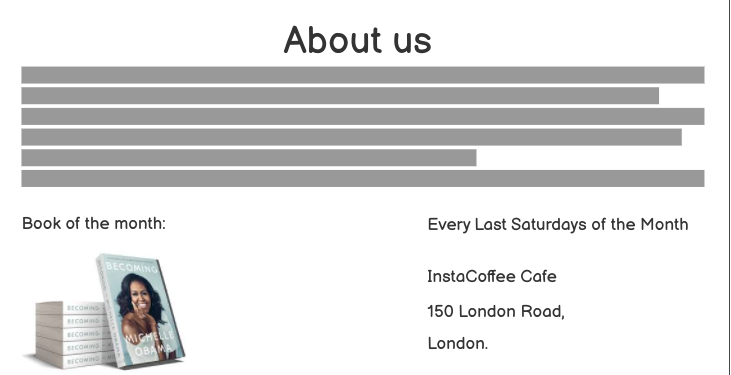 About us
Book of the month:
BECOMING
MICHELLE
OBAMA
BECOMING
BECOMING
BECOMING
BECOMING
BECOMING
Every Last Saturdays of the Month
InstaCoffee Cafe
150 London Road,
London.